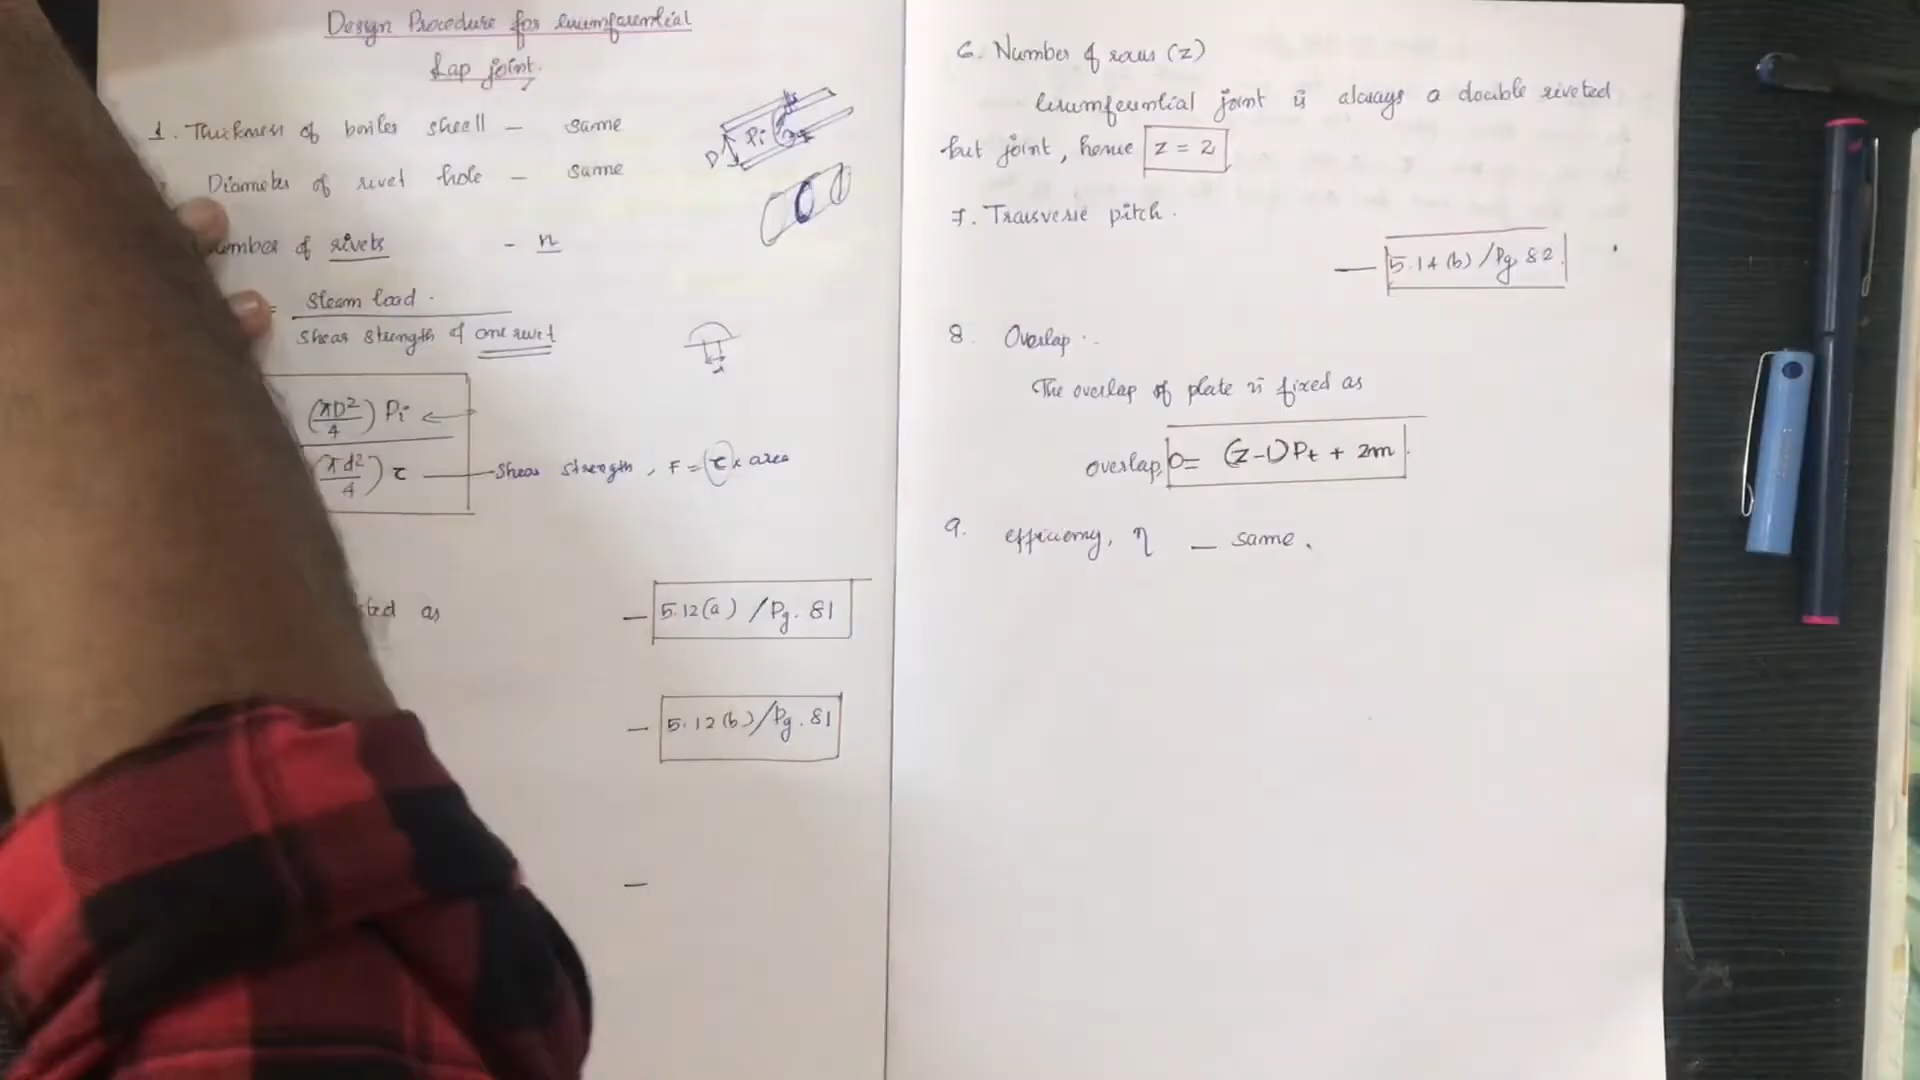 Design Procedure for circumferential
Lap joint.
1. Thickness of boiler shell - same
Diameter of rivet hole - same
umber of rivets - n
= steam load.
Shear strength of one rivet
(πD²/4) Pi
(πd²/4) τ — Shear strength, F = (τ) x area
D Pi
d
sted as — 5.12(a) / Pg. 81
— 5.12(b) / Pg. 81
—
6. Number of rows (z)
Circumferential joint is always a double riveted
but joint, hence z = 2
7. Transverse pitch.
— 5.14(b) / Pg 82.
8. Overlap :-
The overlap of plate is fixed as
overlap, O = (z-1)Pt + 2m
9. efficiency, η — same.